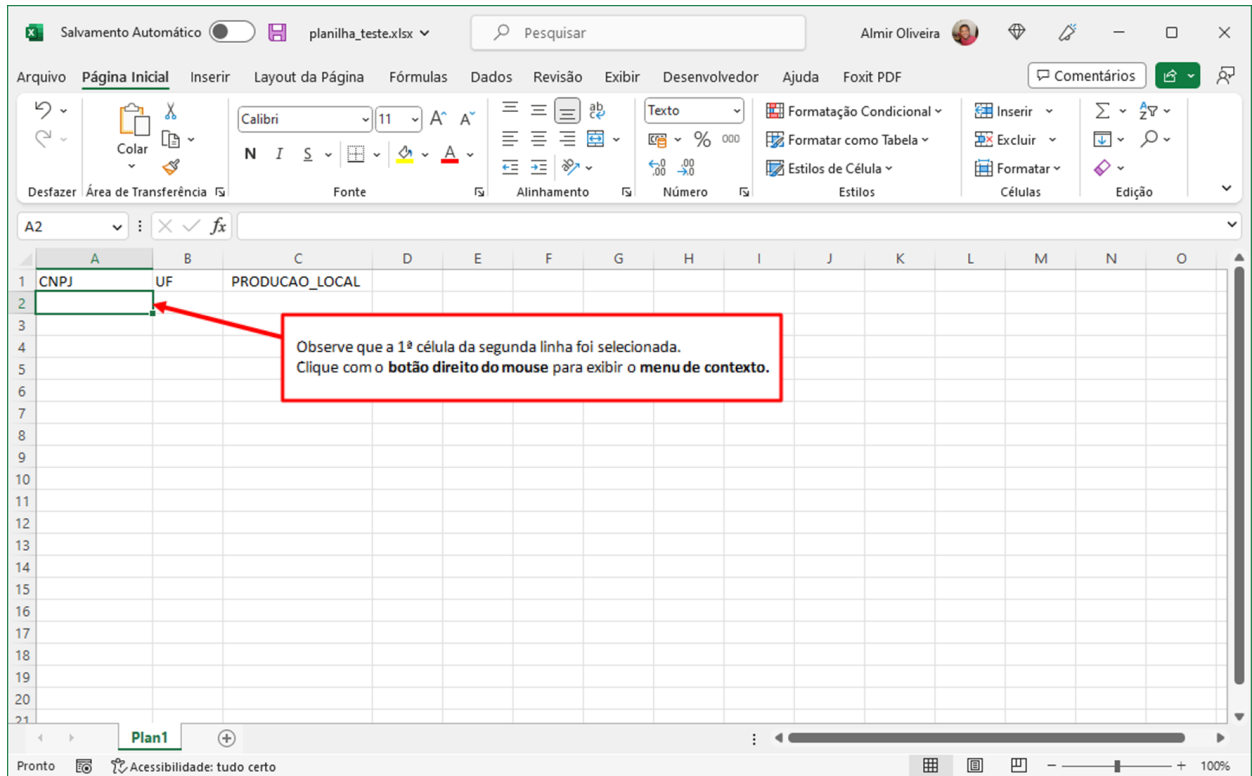 Salvamento Automático planilha_teste.xlsx Pesquisar Almir Oliveira
Arquivo Página Inicial Inserir Layout da Página Fórmulas Dados Revisão Exibir Desenvolvedor Ajuda Foxit PDF Comentários
Colar
Calibri 11
N I S A
Texto
% 000
Formatação Condicional
Formatar como Tabela
Estilos de Célula
Inserir
Excluir
Formatar
Desfazer Área de Transferência Fonte Alinhamento Número Estilos Células Edição
A2 fx
A B C D E F G H I J K L M N O
1 CNPJ UF PRODUCAO_LOCAL
2
3
Observe que a 1ª célula da segunda linha foi selecionada.
Clique com o botão direito do mouse para exibir o menu de contexto.
4
5
6
7
8
9
10
11
12
13
14
15
16
17
18
19
20
21
Plan1
Pronto Acessibilidade: tudo certo 100%